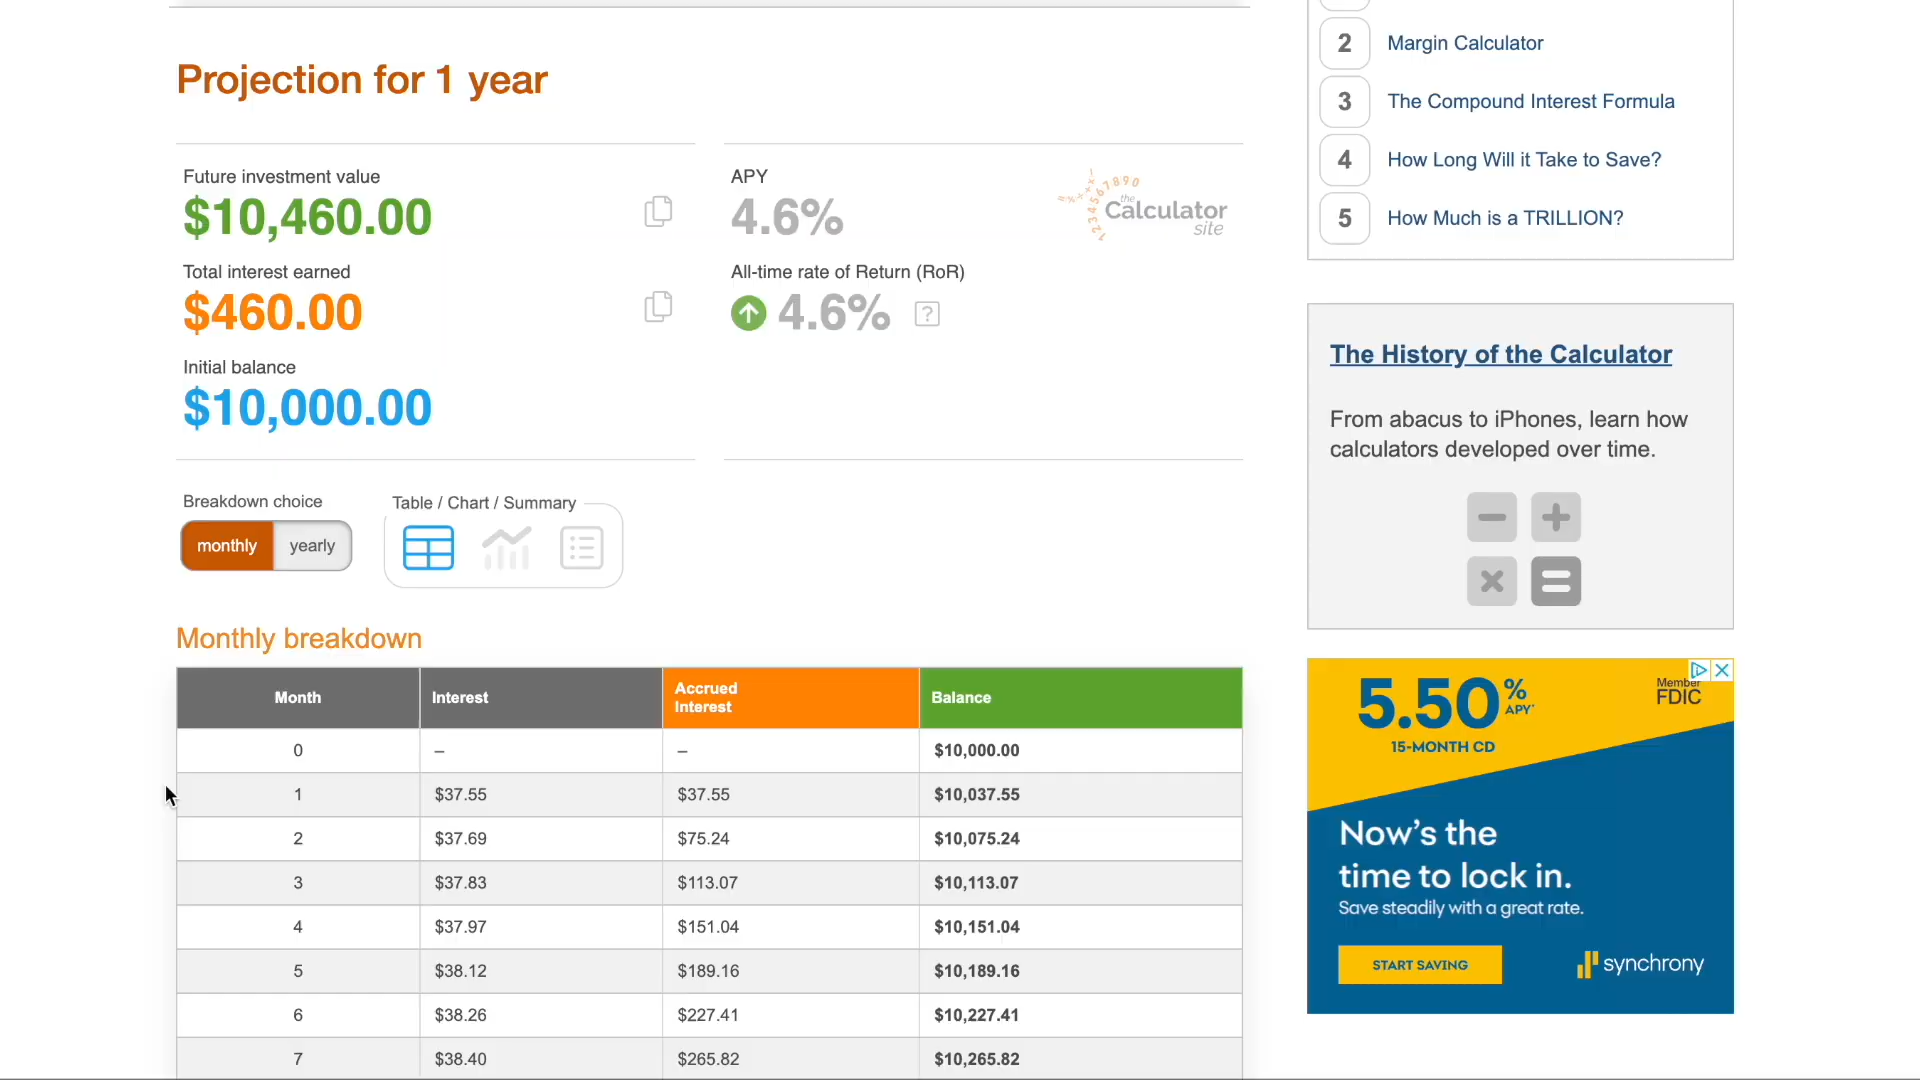 Projection for 1 year
Future investment value
$10,460.00
Total interest earned
$460.00
Initial balance
$10,000.00
APY
4.6%
All-time rate of Return (RoR)
4.6% ?
1234567890
the
Calculator
site
Breakdown choice
monthly yearly
Table / Chart / Summary
Monthly breakdown
Month Interest Accrued Interest Balance
0 – – $10,000.00
1 $37.55 $37.55 $10,037.55
2 $37.69 $75.24 $10,075.24
3 $37.83 $113.07 $10,113.07
4 $37.97 $151.04 $10,151.04
5 $38.12 $189.16 $10,189.16
6 $38.26 $227.41 $10,227.41
7 $38.40 $265.82 $10,265.82
2 Margin Calculator
3 The Compound Interest Formula
4 How Long Will it Take to Save?
5 How Much is a TRILLION?
The History of the Calculator
From abacus to iPhones, learn how
calculators developed over time.
5.50% APY*
15-MONTH CD
Member
FDIC
Now's the
time to lock in.
Save steadily with a great rate.
START SAVING
synchrony